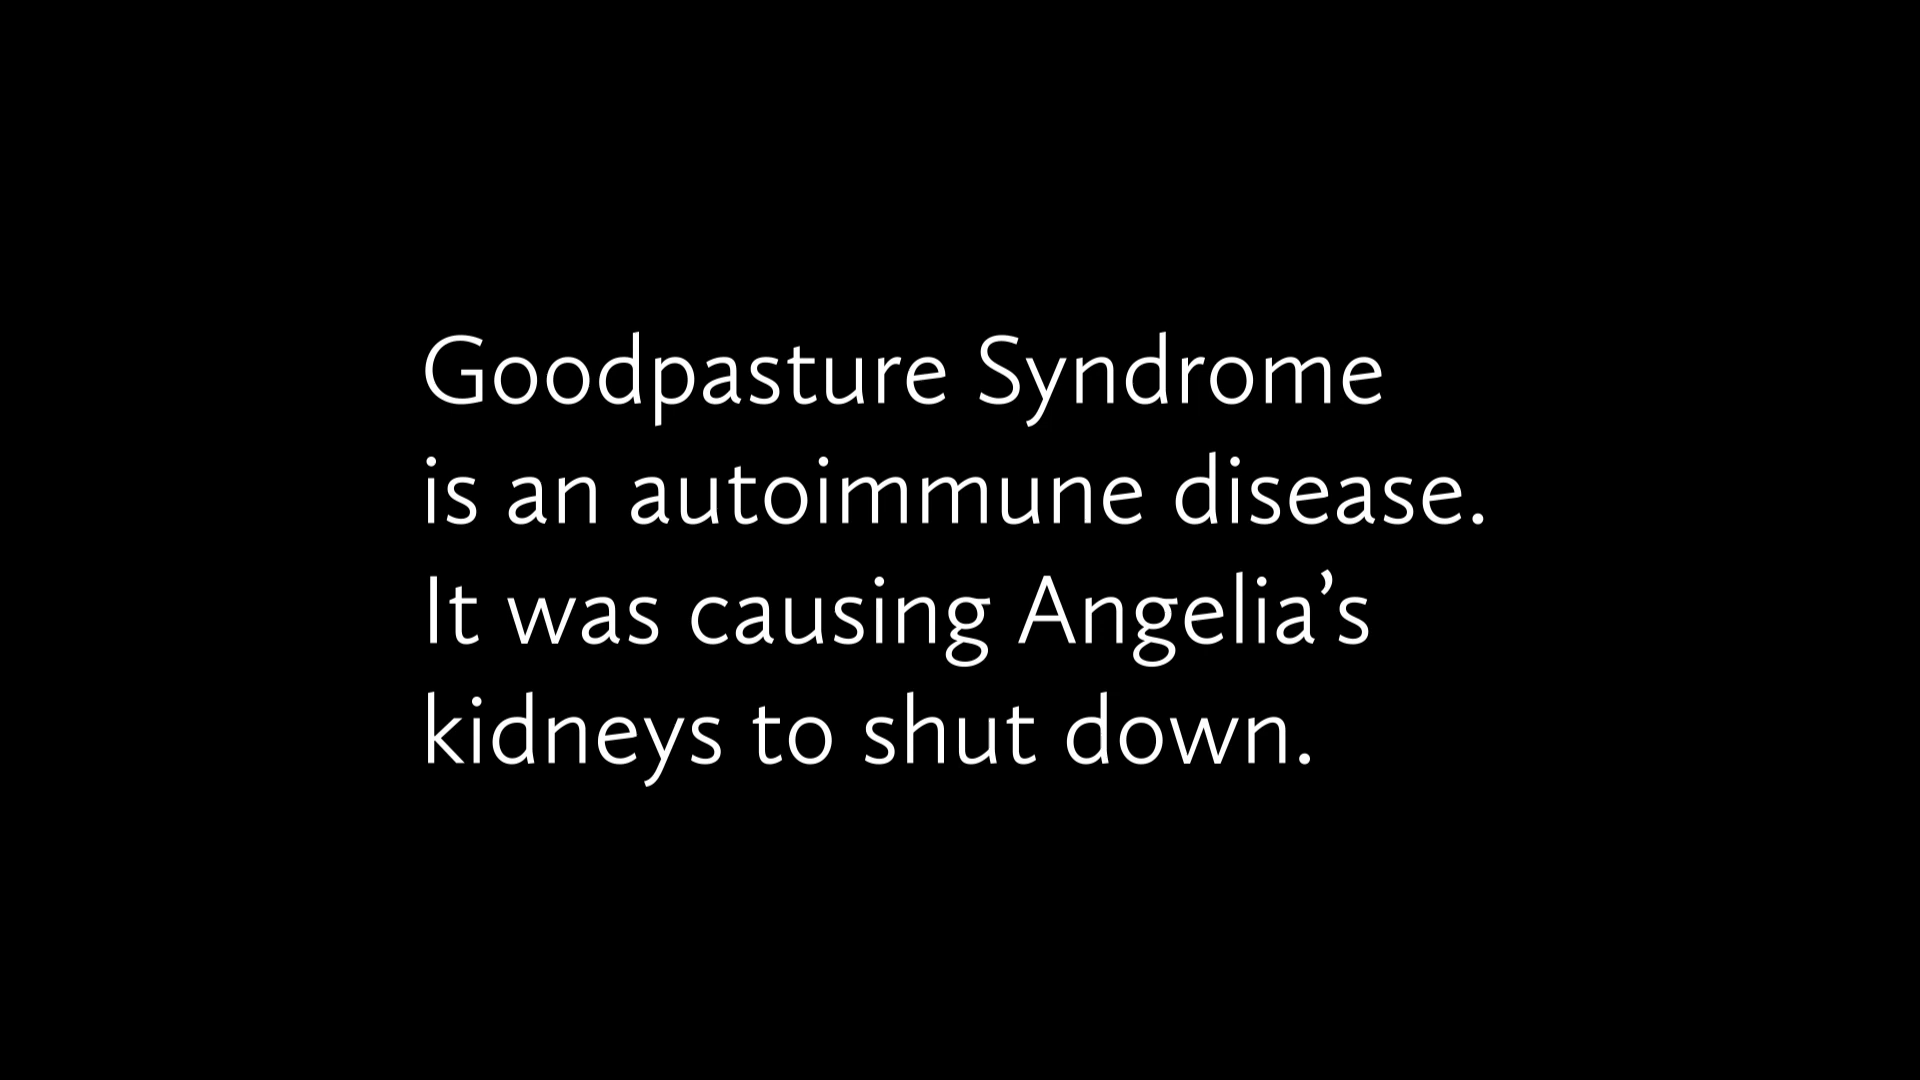 Goodpasture Syndrome
is an autoimmune disease.
It was causing Angelia’s
kidneys to shut down.